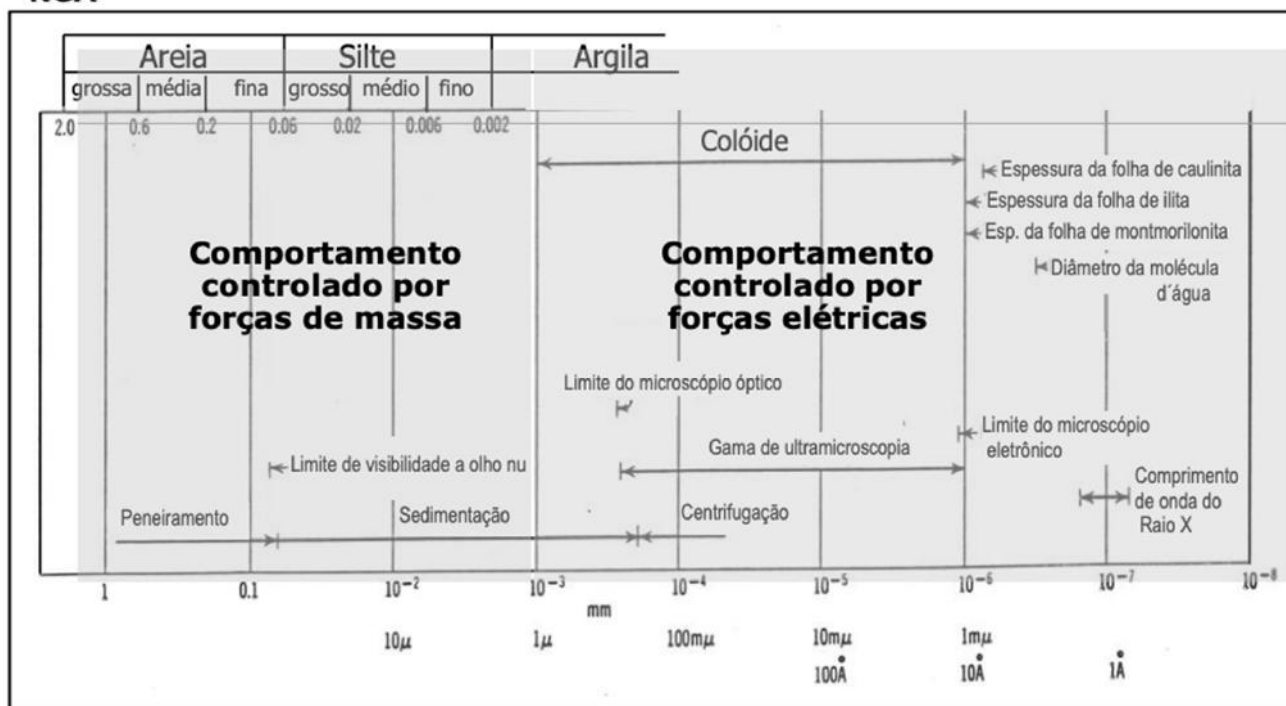 Areia Silte Argila
grossa média fina grosso médio fino
2.0 0.6 0.2 0.06 0.02 0.006 0.002
Colóide
Espessura da folha de caulinita
Espessura da folha de ilita
Esp. da folha de montmorilonita
Diâmetro da molécula
d´água
Comportamento
controlado por
forças de massa
Comportamento
controlado por
forças elétricas
Limite do microscópio óptico
Limite do microscópio
eletrônico
Gama de ultramicroscopia
Limite de visibilidade a olho nu
Comprimento
de onda do
Raio X
Peneiramento
Sedimentação
Centrifugação
1 0.1 10⁻² 10⁻³ 10⁻⁴ 10⁻⁵ 10⁻⁶ 10⁻⁷ 10⁻⁸
mm
10μ 1μ 100mμ 10mμ 1mμ
100Å 10Å 1Å